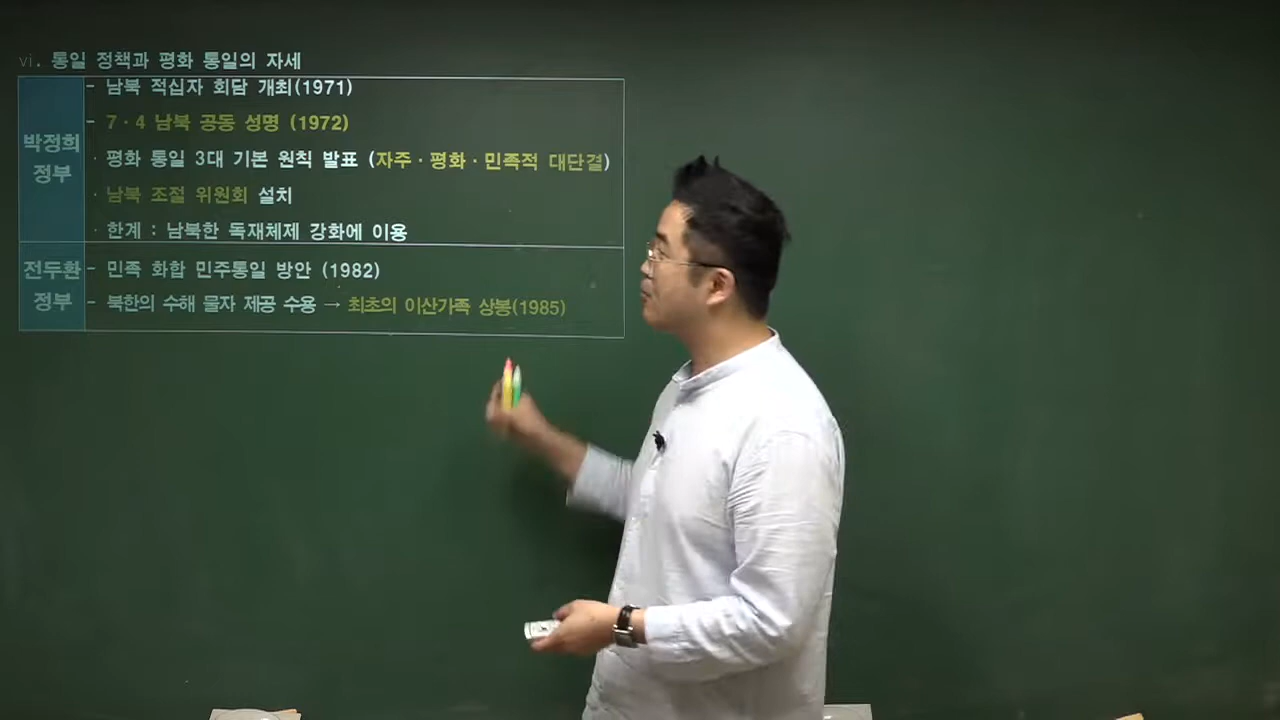 vi. 통일 정책과 평화 통일의 자세
박정희 정부
- 남북 적십자 회담 개최(1971)
- 7·4 남북 공동 성명 (1972)
· 평화 통일 3대 기본 원칙 발표 (자주·평화·민족적 대단결)
· 남북 조절 위원회 설치
· 한계 : 남북한 독재체제 강화에 이용
전두환 정부
- 민족 화합 민주통일 방안 (1982)
- 북한의 수해 물자 제공 수용 → 최초의 이산가족 상봉(1985)